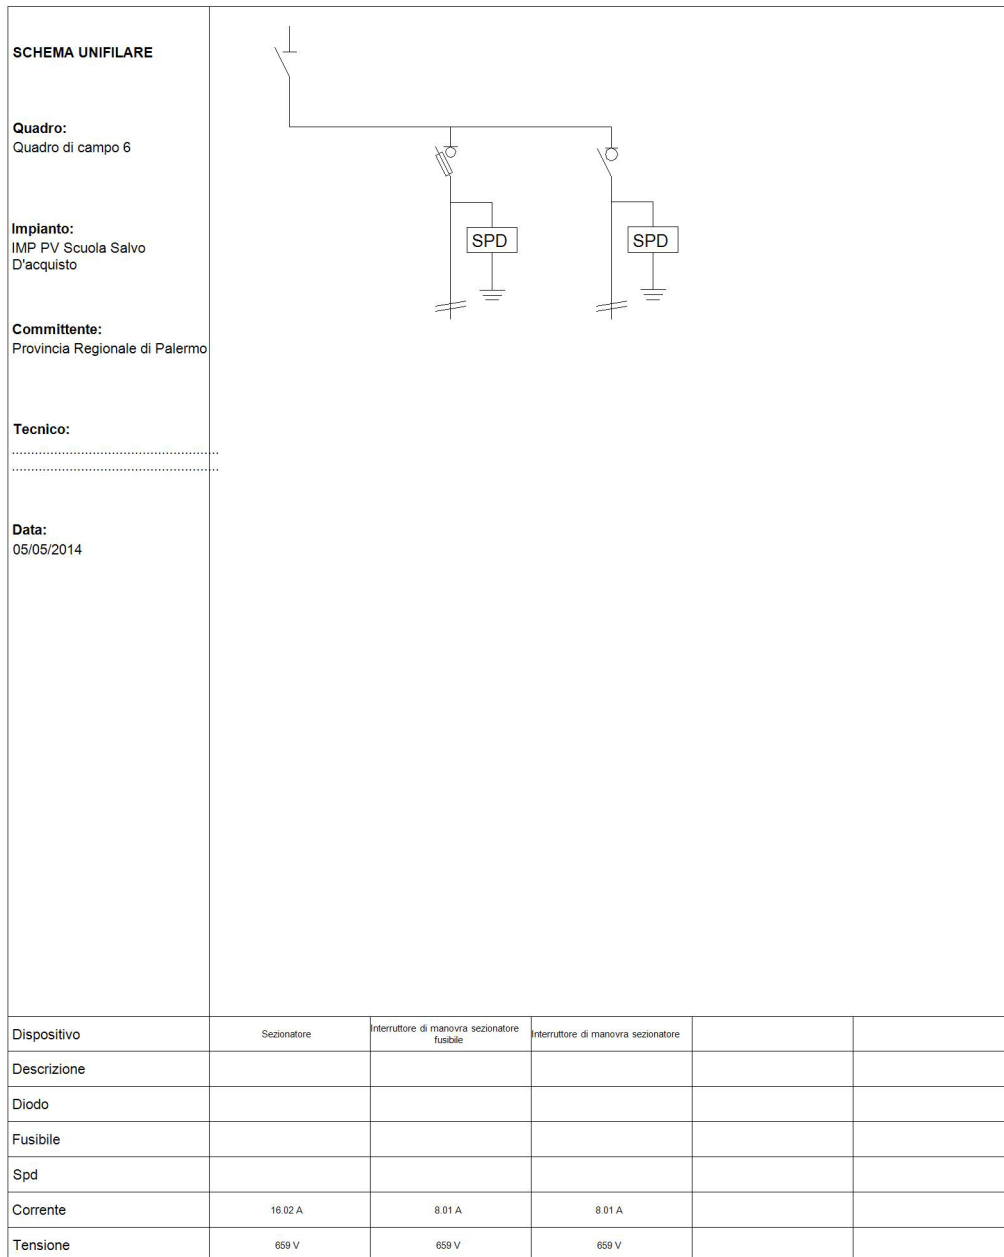 SCHEMA UNIFILARE
Quadro:
Quadro di campo 6
Impianto:
IMP PV Scuola Salvo
D'acquisto
Committente:
Provincia Regionale di Palermo
Tecnico:
........................................................
........................................................
Data:
05/05/2014
SPD
SPD
Dispositivo
Sezionatore
Interruttore di manovra sezionatore
fusibile
Interruttore di manovra sezionatore
Descrizione
Diodo
Fusibile
Spd
Corrente
16.02 A
8.01 A
8.01 A
Tensione
659 V
659 V
659 V